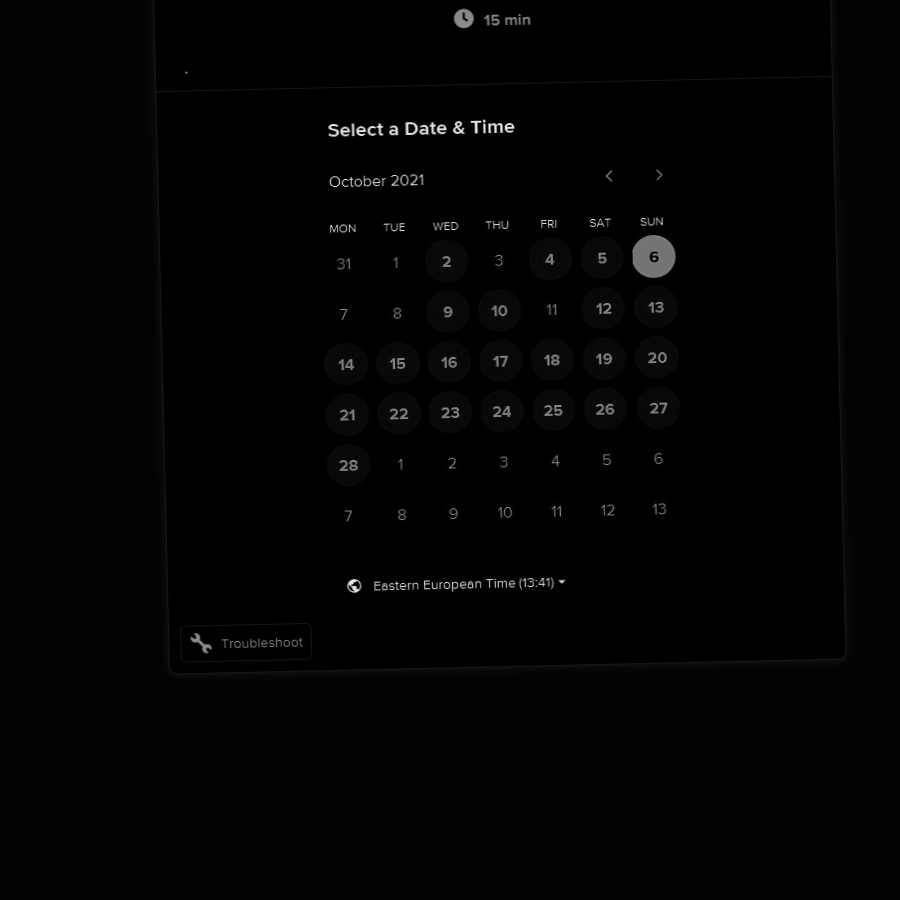 15 min
.
Select a Date & Time
October 2021
MON TUE WED THU FRI SAT SUN
31 1 2 3 4 5 6
7 8 9 10 11 12 13
14 15 16 17 18 19 20
21 22 23 24 25 26 27
28 1 2 3 4 5 6
7 8 9 10 11 12 13
Eastern European Time (13:41)
Troubleshoot